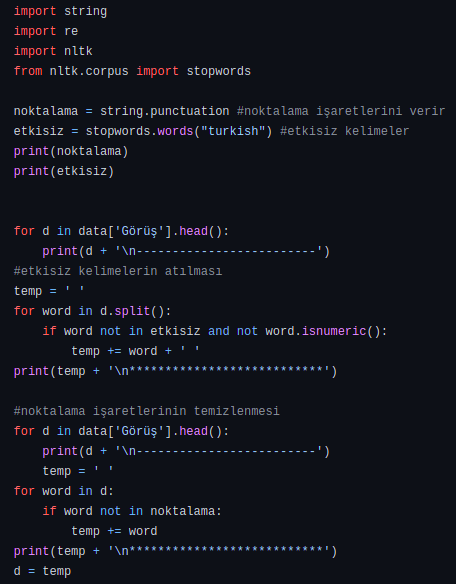 import string
import re
import nltk
from nltk.corpus import stopwords

noktalama = string.punctuation #noktalama işaretlerini verir
etkisiz = stopwords.words("turkish") #etkisiz kelimeler
print(noktalama)
print(etkisiz)


for d in data['Görüş'].head():
    print(d + '\n-------------------------')
#etkisiz kelimelerin atılması
temp = ' '
for word in d.split():
    if word not in etkisiz and not word.isnumeric():
        temp += word + ' '
print(temp + '\n***************************')

#noktalama işaretlerinin temizlenmesi
for d in data['Görüş'].head():
    print(d + '\n-------------------------')
    temp = ' '
for word in d:
    if word not in noktalama:
        temp += word
print(temp + '\n***************************')
d = temp